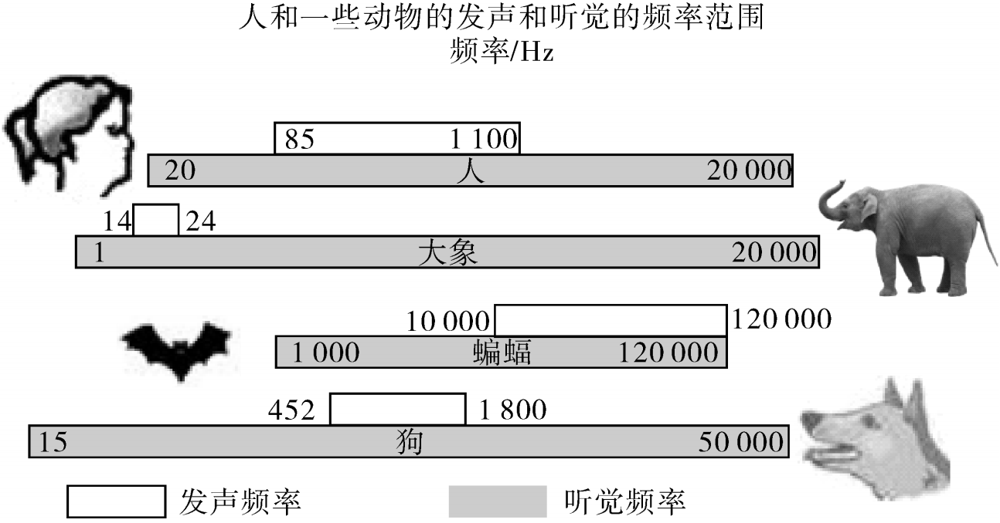 人和一些动物的发声和听觉的频率范围
频率/Hz
85 1 100
20 人 20 000
14 24
1 大象 20 000
10 000 120 000
1 000 蝙蝠 120 000
452 1 800
15 狗 50 000
发声频率 听觉频率